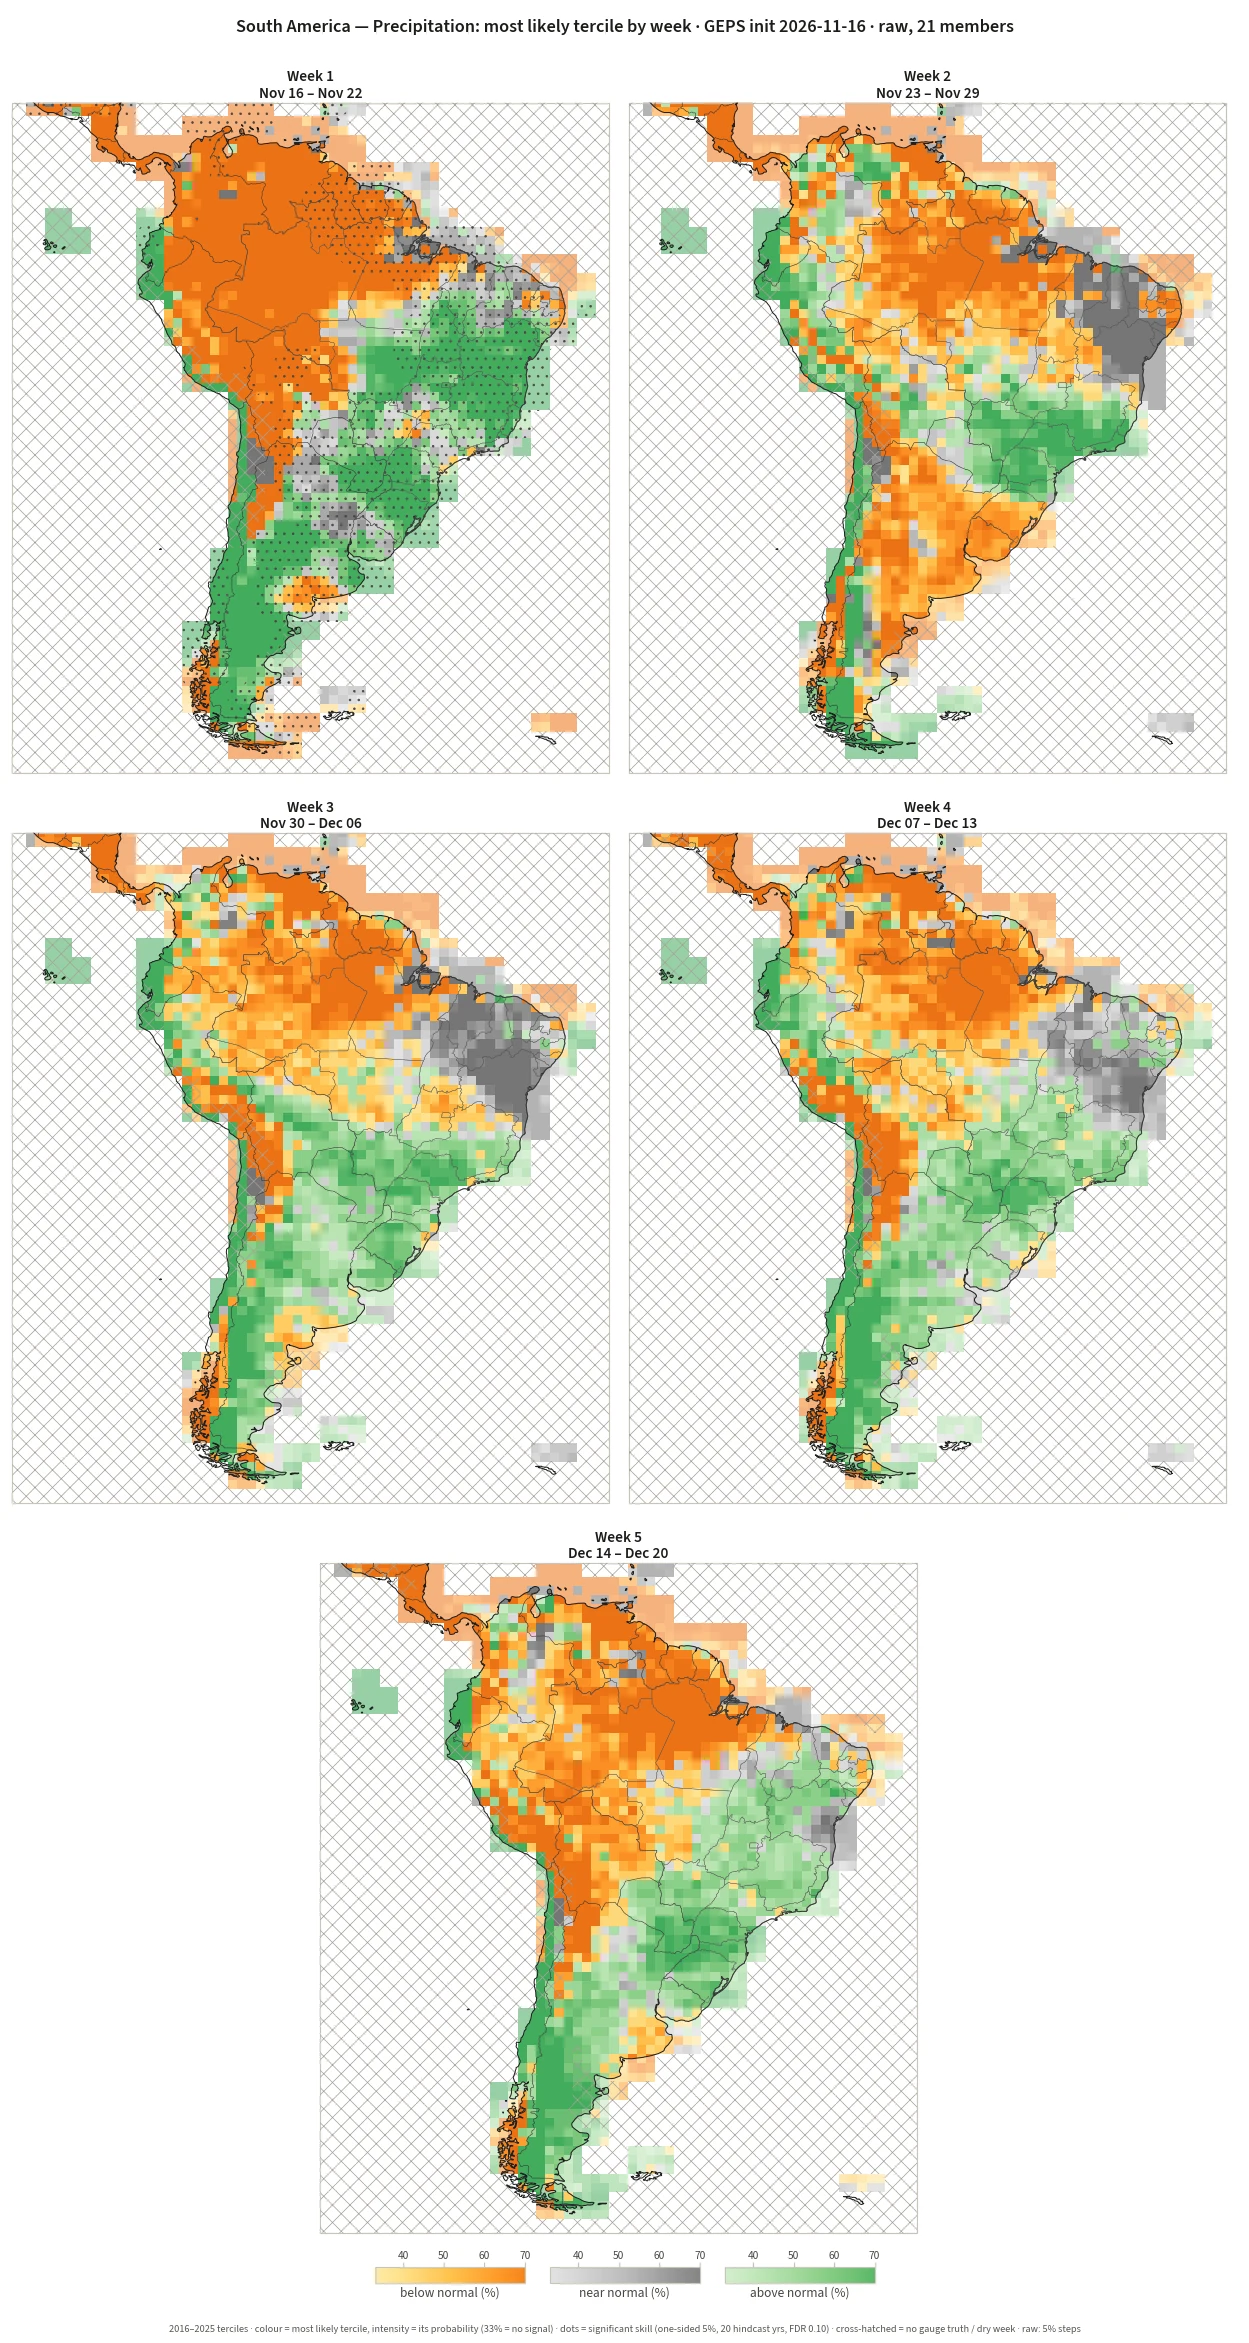 South America — Precipitation: most likely tercile by week · GEPS init 2026-11-16 · raw, 21 members
Week 1
Nov 16 – Nov 22
Week 2
Nov 23 – Nov 29
Week 3
Nov 30 – Dec 06
Week 4
Dec 07 – Dec 13
Week 5
Dec 14 – Dec 20
40 50 60 70
below normal (%)
40 50 60 70
near normal (%)
40 50 60 70
above normal (%)
2016–2025 terciles · colour = most likely tercile, intensity = its probability (33% = no signal) · dots = significant skill (one-sided 5%, 20 hindcast yrs, FDR 0.10) · cross-hatched = no gauge truth / dry week · raw: 5% steps